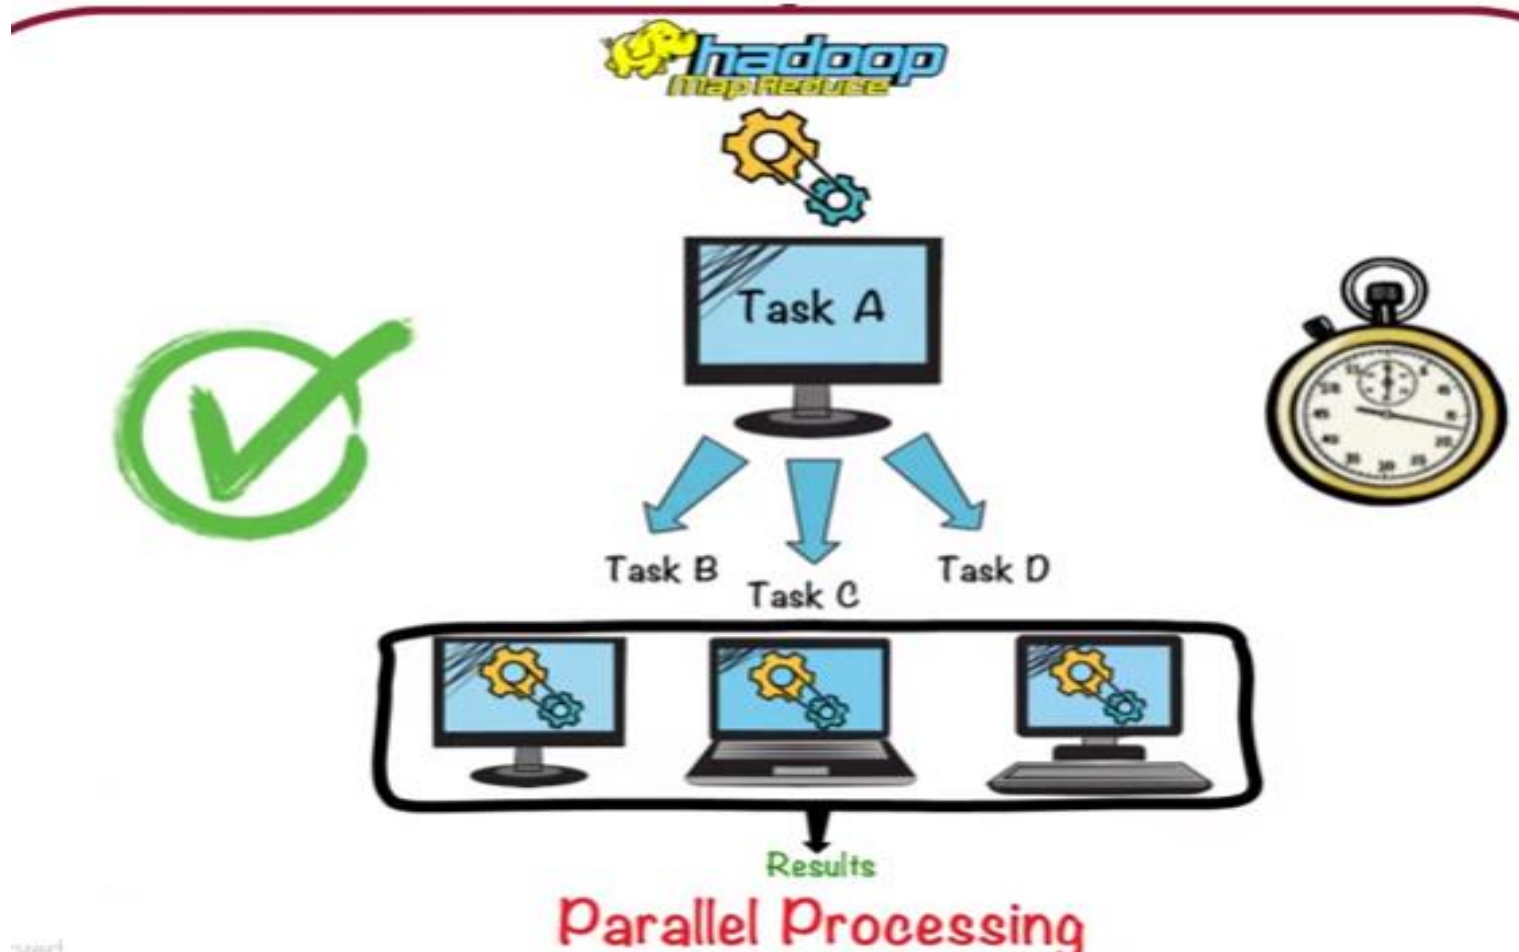 hadoop
Map Reduce
Task A
Task B
Task C
Task D
Results
Parallel Processing